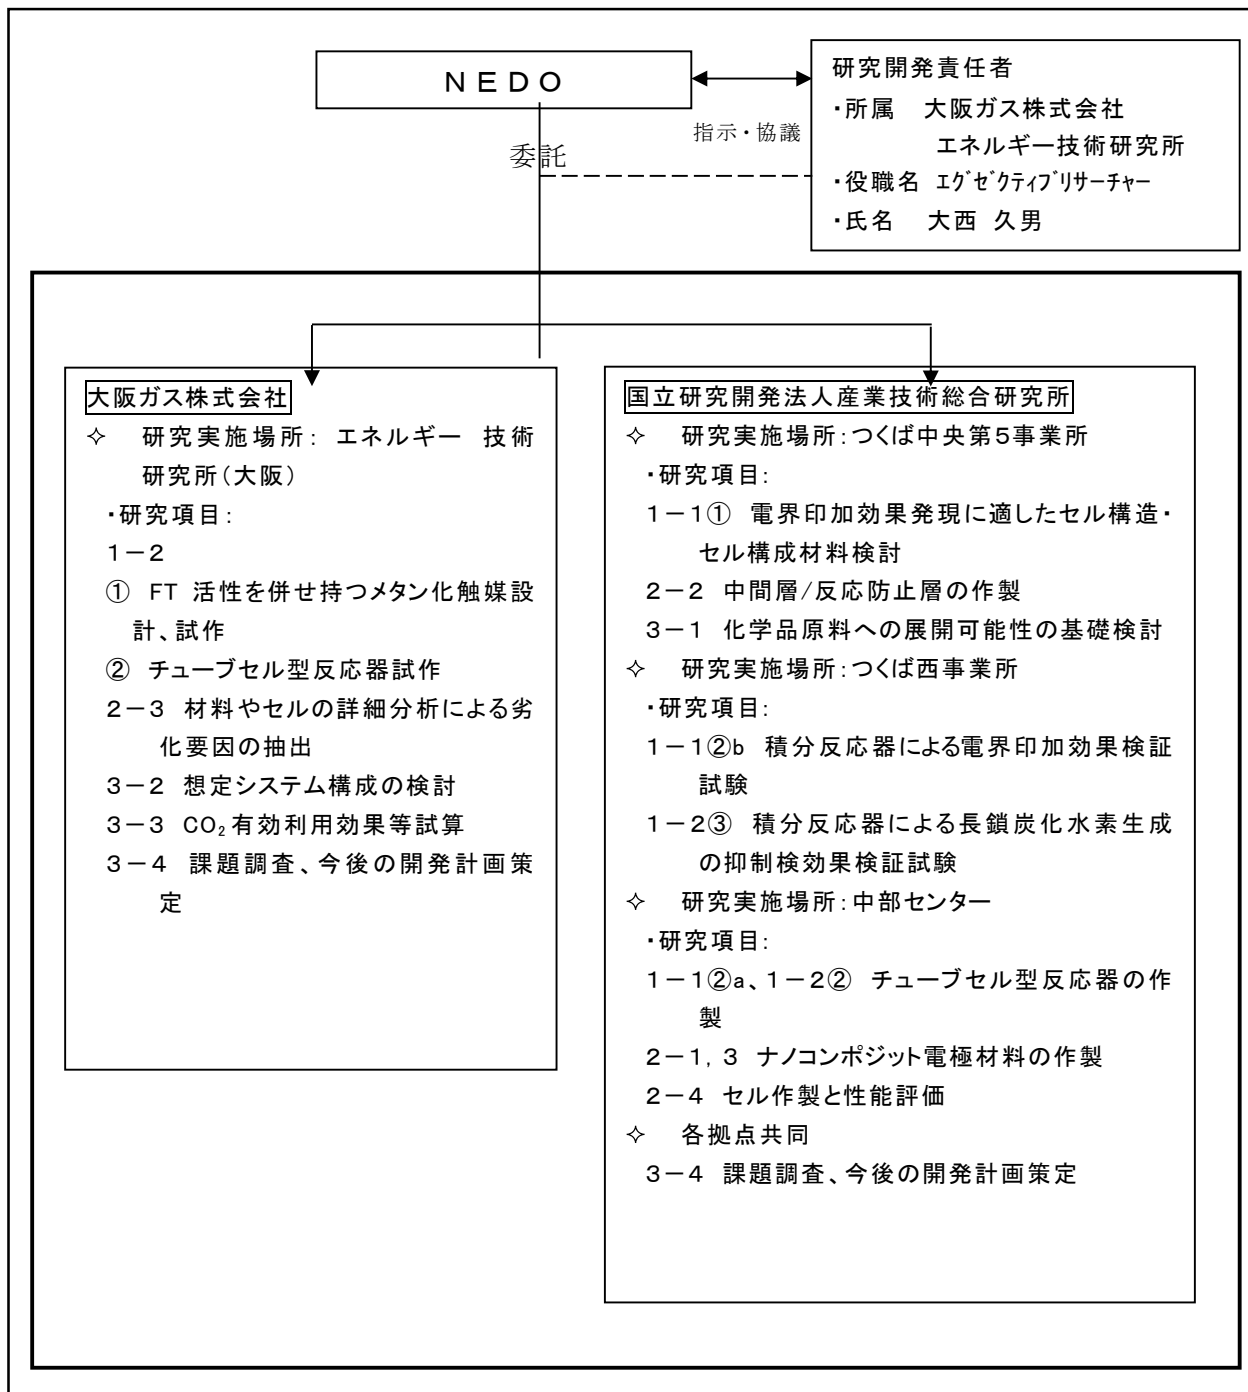 NEDO
研究開発責任者
・所属 大阪ガス株式会社
エネルギー技術研究所
・役職名 ｴｸﾞｾﾞｸﾃｨﾌﾞﾘｻｰﾁｬｰ
・氏名 大西 久男
指示・協議
委託
大阪ガス株式会社
✧ 研究実施場所: エネルギー 技術
研究所(大阪)
・研究項目:
1－2
① FT 活性を併せ持つメタン化触媒設
計、試作
② チューブセル型反応器試作
2－3 材料やセルの詳細分析による劣
化要因の抽出
3－2 想定システム構成の検討
3－3 CO₂有効利用効果等試算
3－4 課題調査、今後の開発計画策
定
国立研究開発法人産業技術総合研究所
✧ 研究実施場所:つくば中央第5事業所
・研究項目:
1－1① 電界印加効果発現に適したセル構造・
セル構成材料検討
2－2 中間層/反応防止層の作製
3－1 化学品原料への展開可能性の基礎検討
✧ 研究実施場所:つくば西事業所
・研究項目:
1－1②b 積分反応器による電界印加効果検証
試験
1－2③ 積分反応器による長鎖炭化水素生成
の抑制検効果検証試験
✧ 研究実施場所:中部センター
・研究項目:
1－1②a、1－2② チューブセル型反応器の作
製
2－1, 3 ナノコンポジット電極材料の作製
2－4 セル作製と性能評価
✧ 各拠点共同
3－4 課題調査、今後の開発計画策定